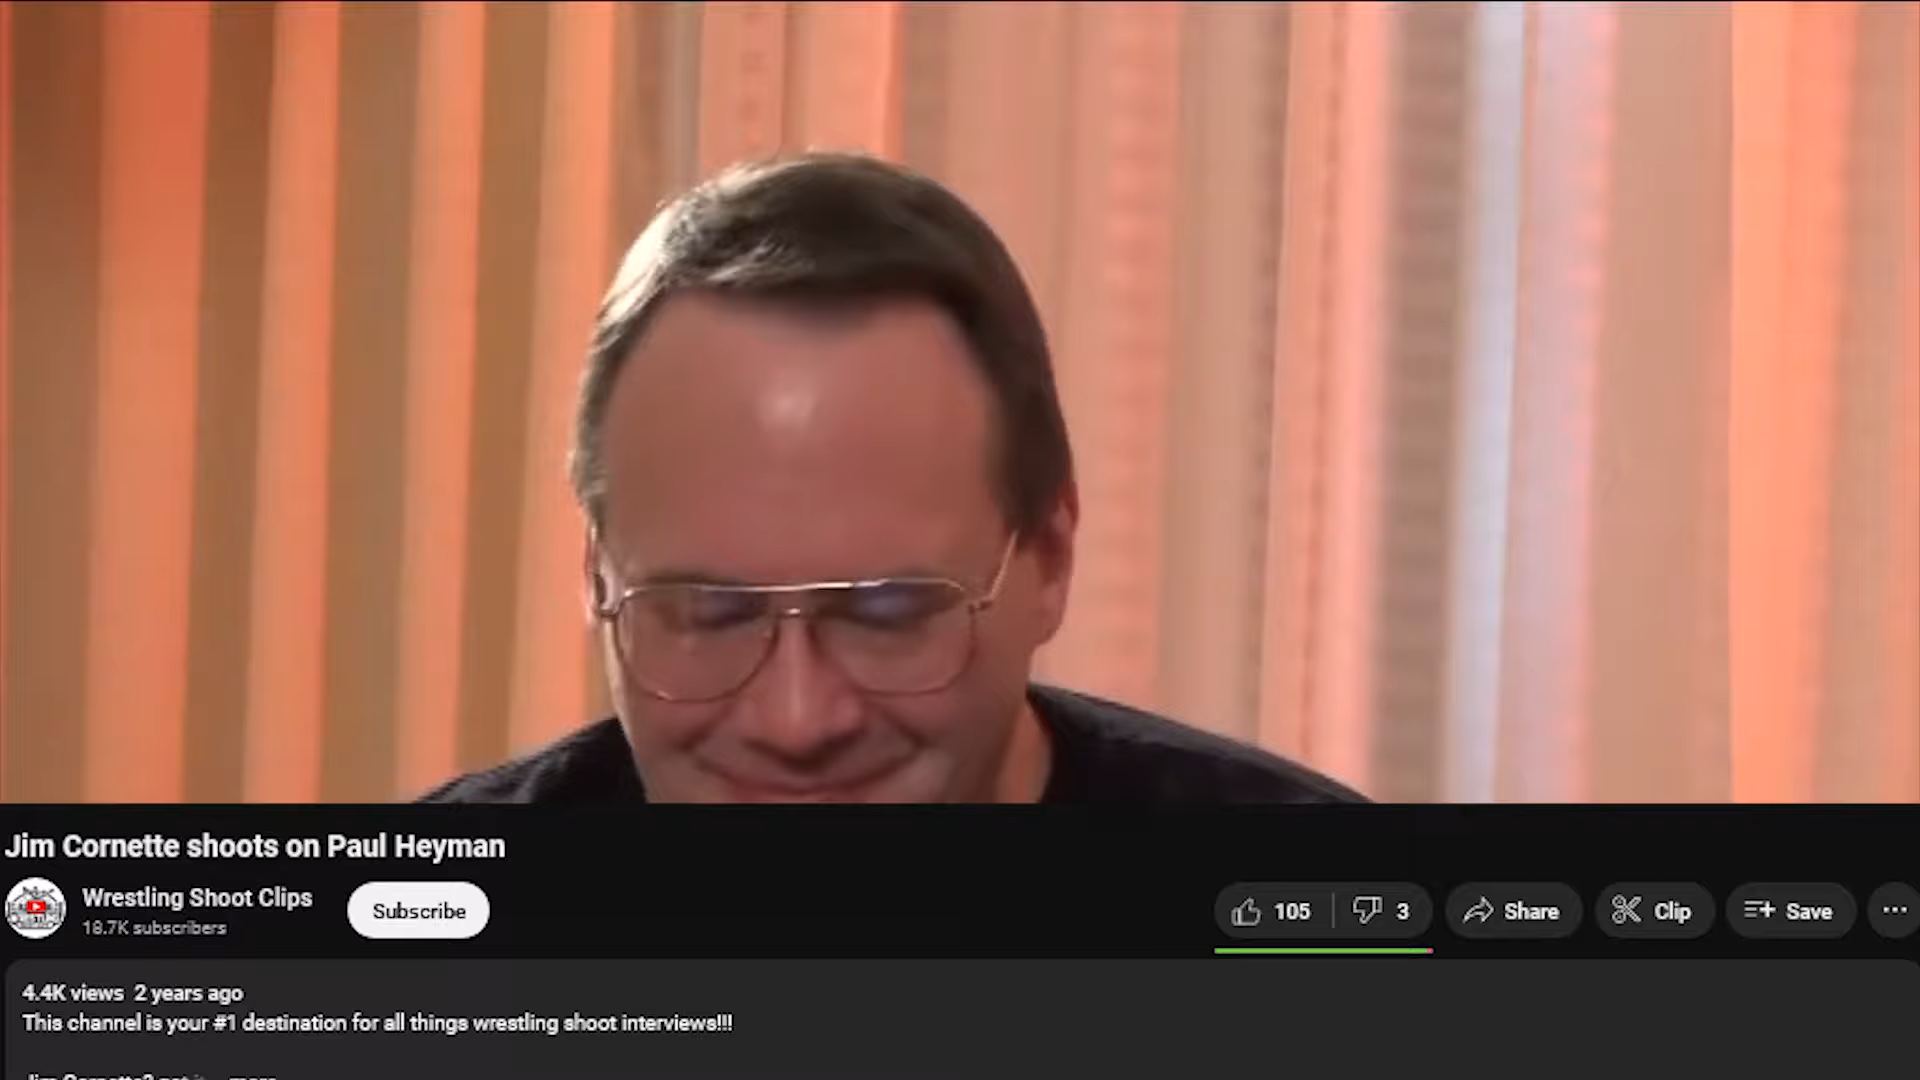 Jim Cornette shoots on Paul Heyman
Wrestling Shoot Clips
18.7K subscribers
Subscribe
105
3
Share
Clip
Save
4.4K views 2 years ago
This channel is your #1 destination for all things wrestling shoot interviews!!!